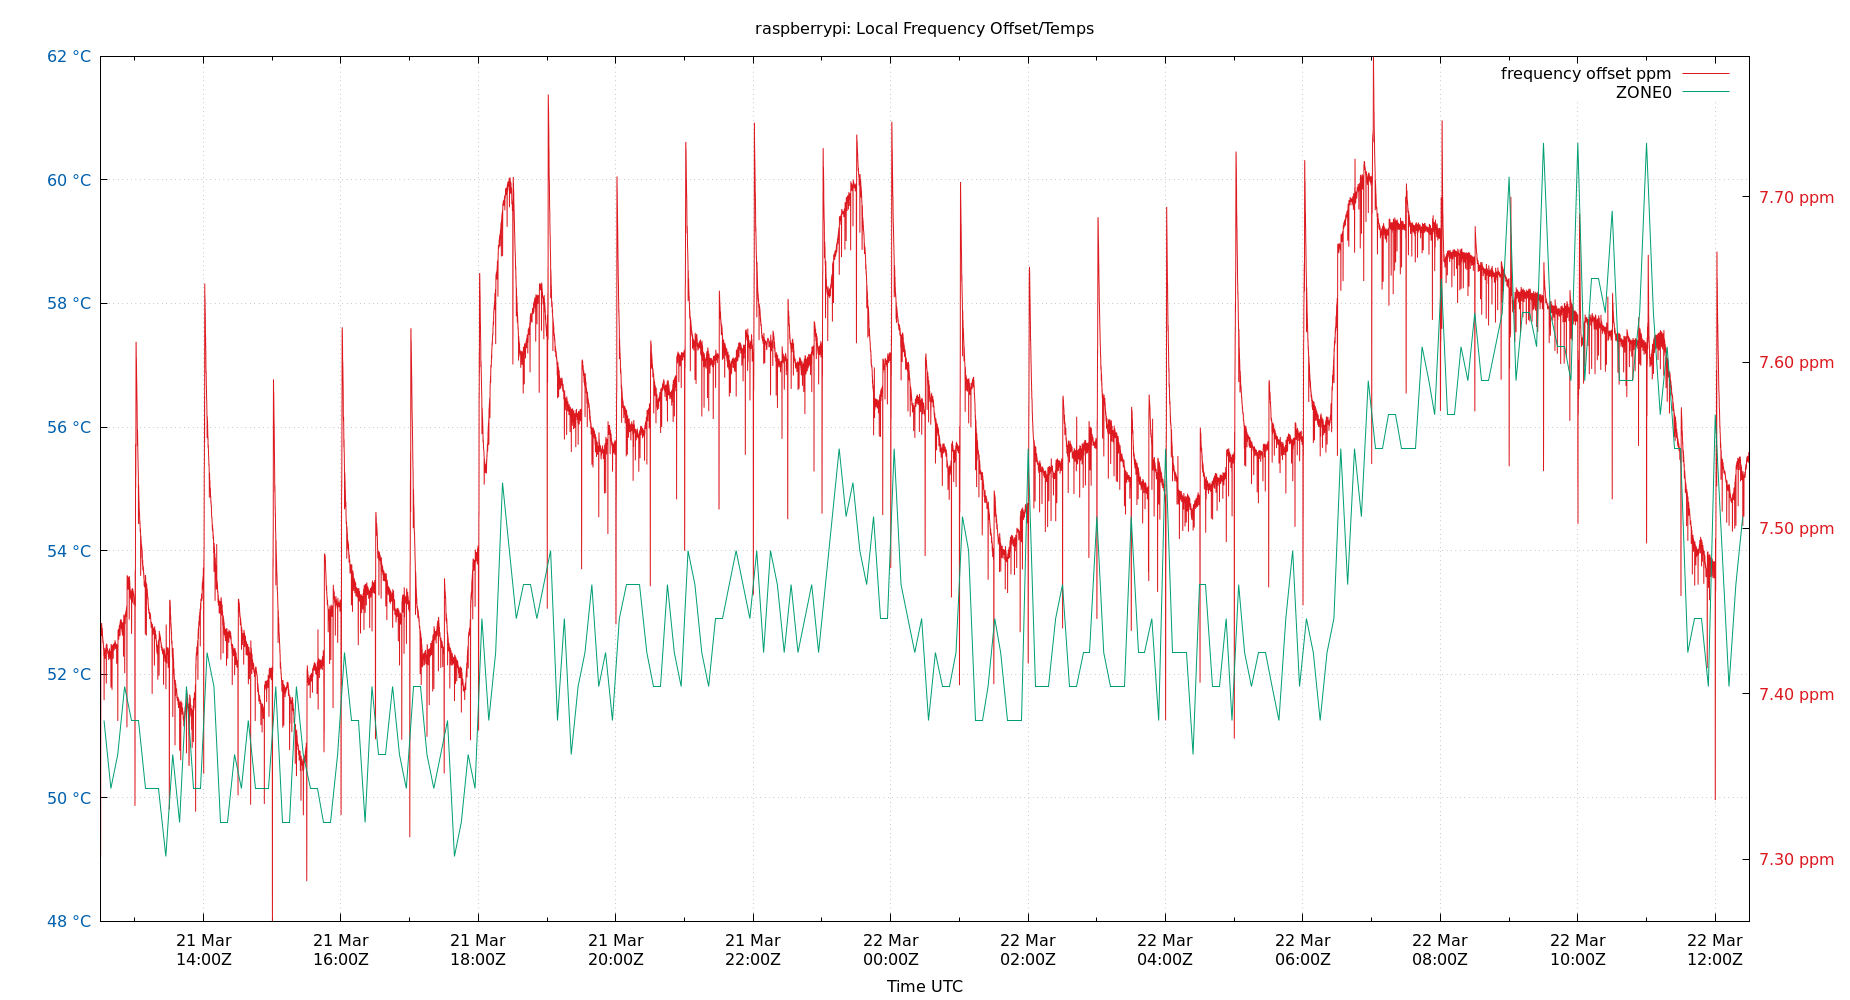 raspberrypi: Local Frequency Offset/Temps
62 °C
60 °C
58 °C
56 °C
54 °C
52 °C
50 °C
48 °C
frequency offset ppm
ZONE0
7.70 ppm
7.60 ppm
7.50 ppm
7.40 ppm
7.30 ppm
21 Mar 21 Mar 21 Mar 21 Mar 21 Mar 22 Mar 22 Mar 22 Mar 22 Mar 22 Mar 22 Mar 22 Mar
14:00Z 16:00Z 18:00Z 20:00Z 22:00Z 00:00Z 02:00Z 04:00Z 06:00Z 08:00Z 10:00Z 12:00Z
Time UTC